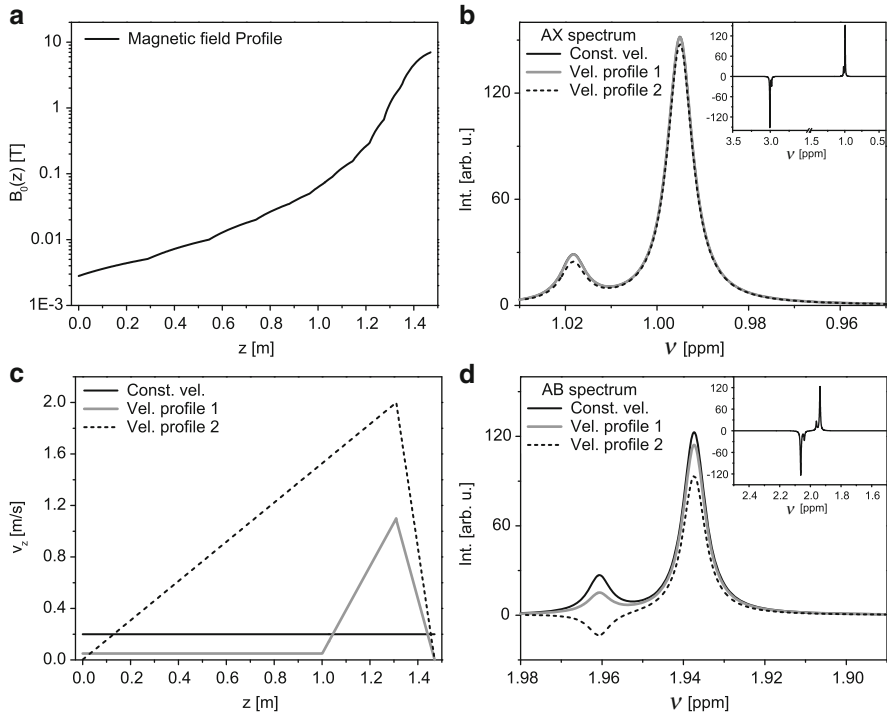 a
Magnetic field Profile
10
1
0.1
0.01
1E-3
B₀(z) [T]
0.0 0.2 0.4 0.6 0.8 1.0 1.2 1.4
z [m]
b
AX spectrum
Const. vel.
Vel. profile 1
Vel. profile 2
120
60
0
Int. [arb. u.]
1.02 1.00 0.98 0.96
ν [ppm]
120
60
0
-60
-120
3.5 3.0 1.5 1.0 0.5
ν [ppm]
c
Const. vel.
Vel. profile 1
Vel. profile 2
2.0
1.6
1.2
0.8
0.4
0.0
v_z [m/s]
0.0 0.2 0.4 0.6 0.8 1.0 1.2 1.4
z [m]
d
AB spectrum
Const. vel.
Vel. profile 1
Vel. profile 2
120
60
0
Int. [arb. u.]
1.98 1.96 1.94 1.92 1.90
ν [ppm]
120
60
0
-60
-120
2.4 2.2 2.0 1.8 1.6
ν [ppm]